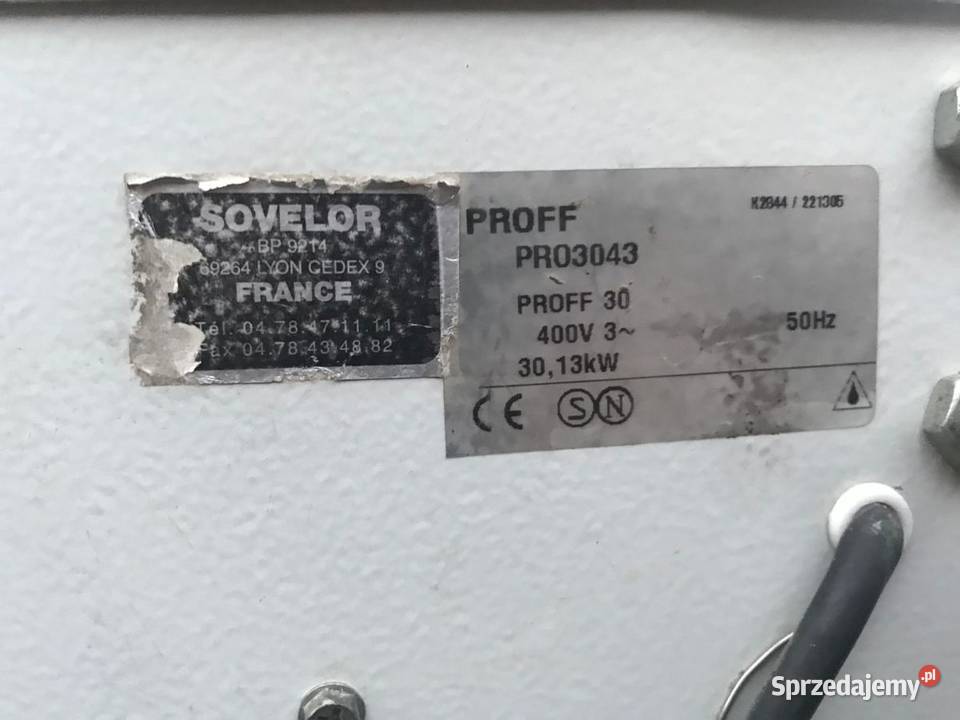 SOVELOR
BP 9214
69264 LYON CEDEX 9
FRANCE
Tél. 04.78.47.11.11
Fax 04.78.43.48.82
PROFF
K2844 / 221305
PRO3043
PROFF 30
400V 3~
50Hz
30,13kW
CE S N
Sprzedajemy.pl